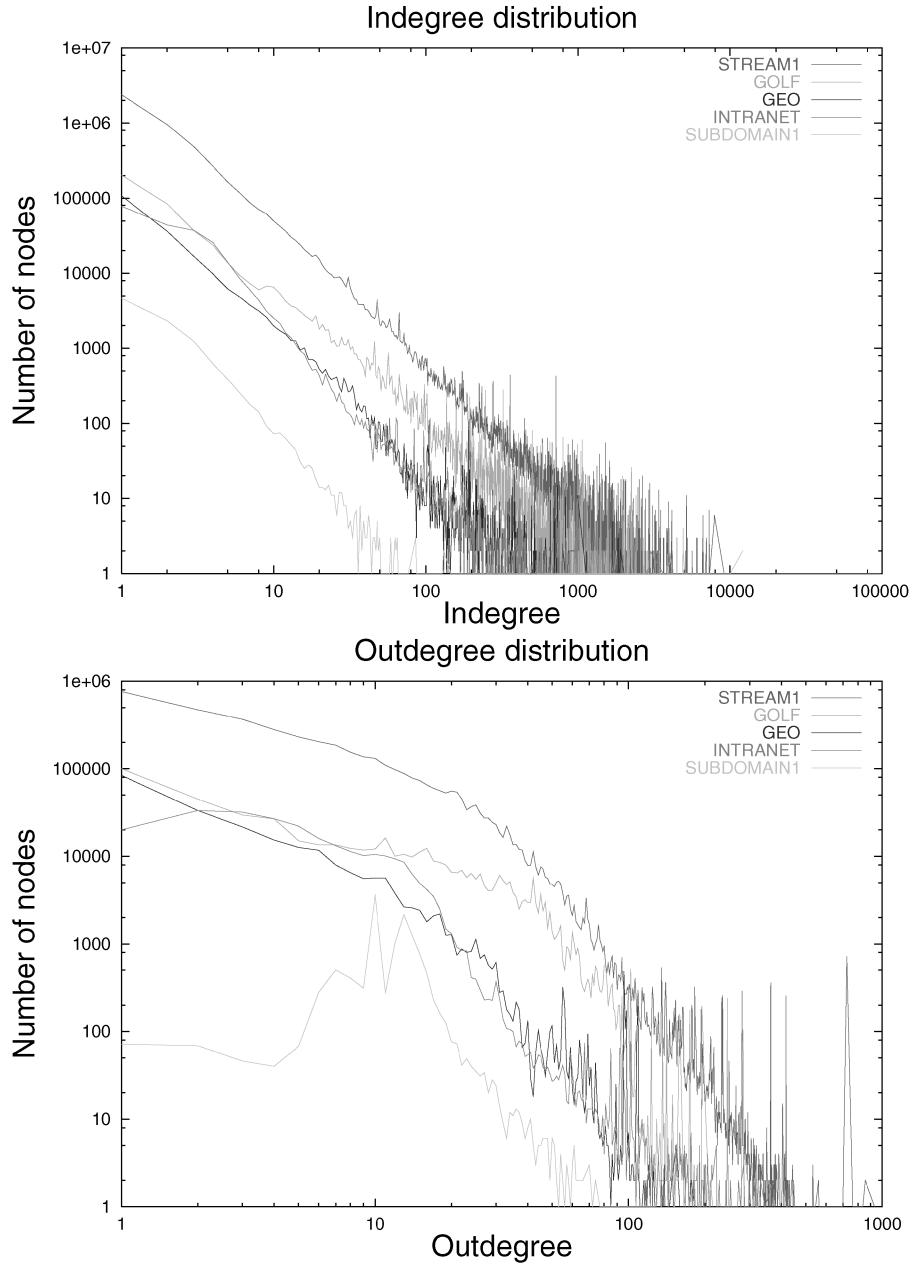 Indegree distribution
1e+07
1e+06
100000
10000
1000
100
10
1
Number of nodes
STREAM1
GOLF
GEO
INTRANET
SUBDOMAIN1
1 10 100 1000 10000 100000
Indegree
Outdegree distribution
1e+06
100000
10000
1000
100
10
1
Number of nodes
STREAM1
GOLF
GEO
INTRANET
SUBDOMAIN1
1 10 100 1000
Outdegree